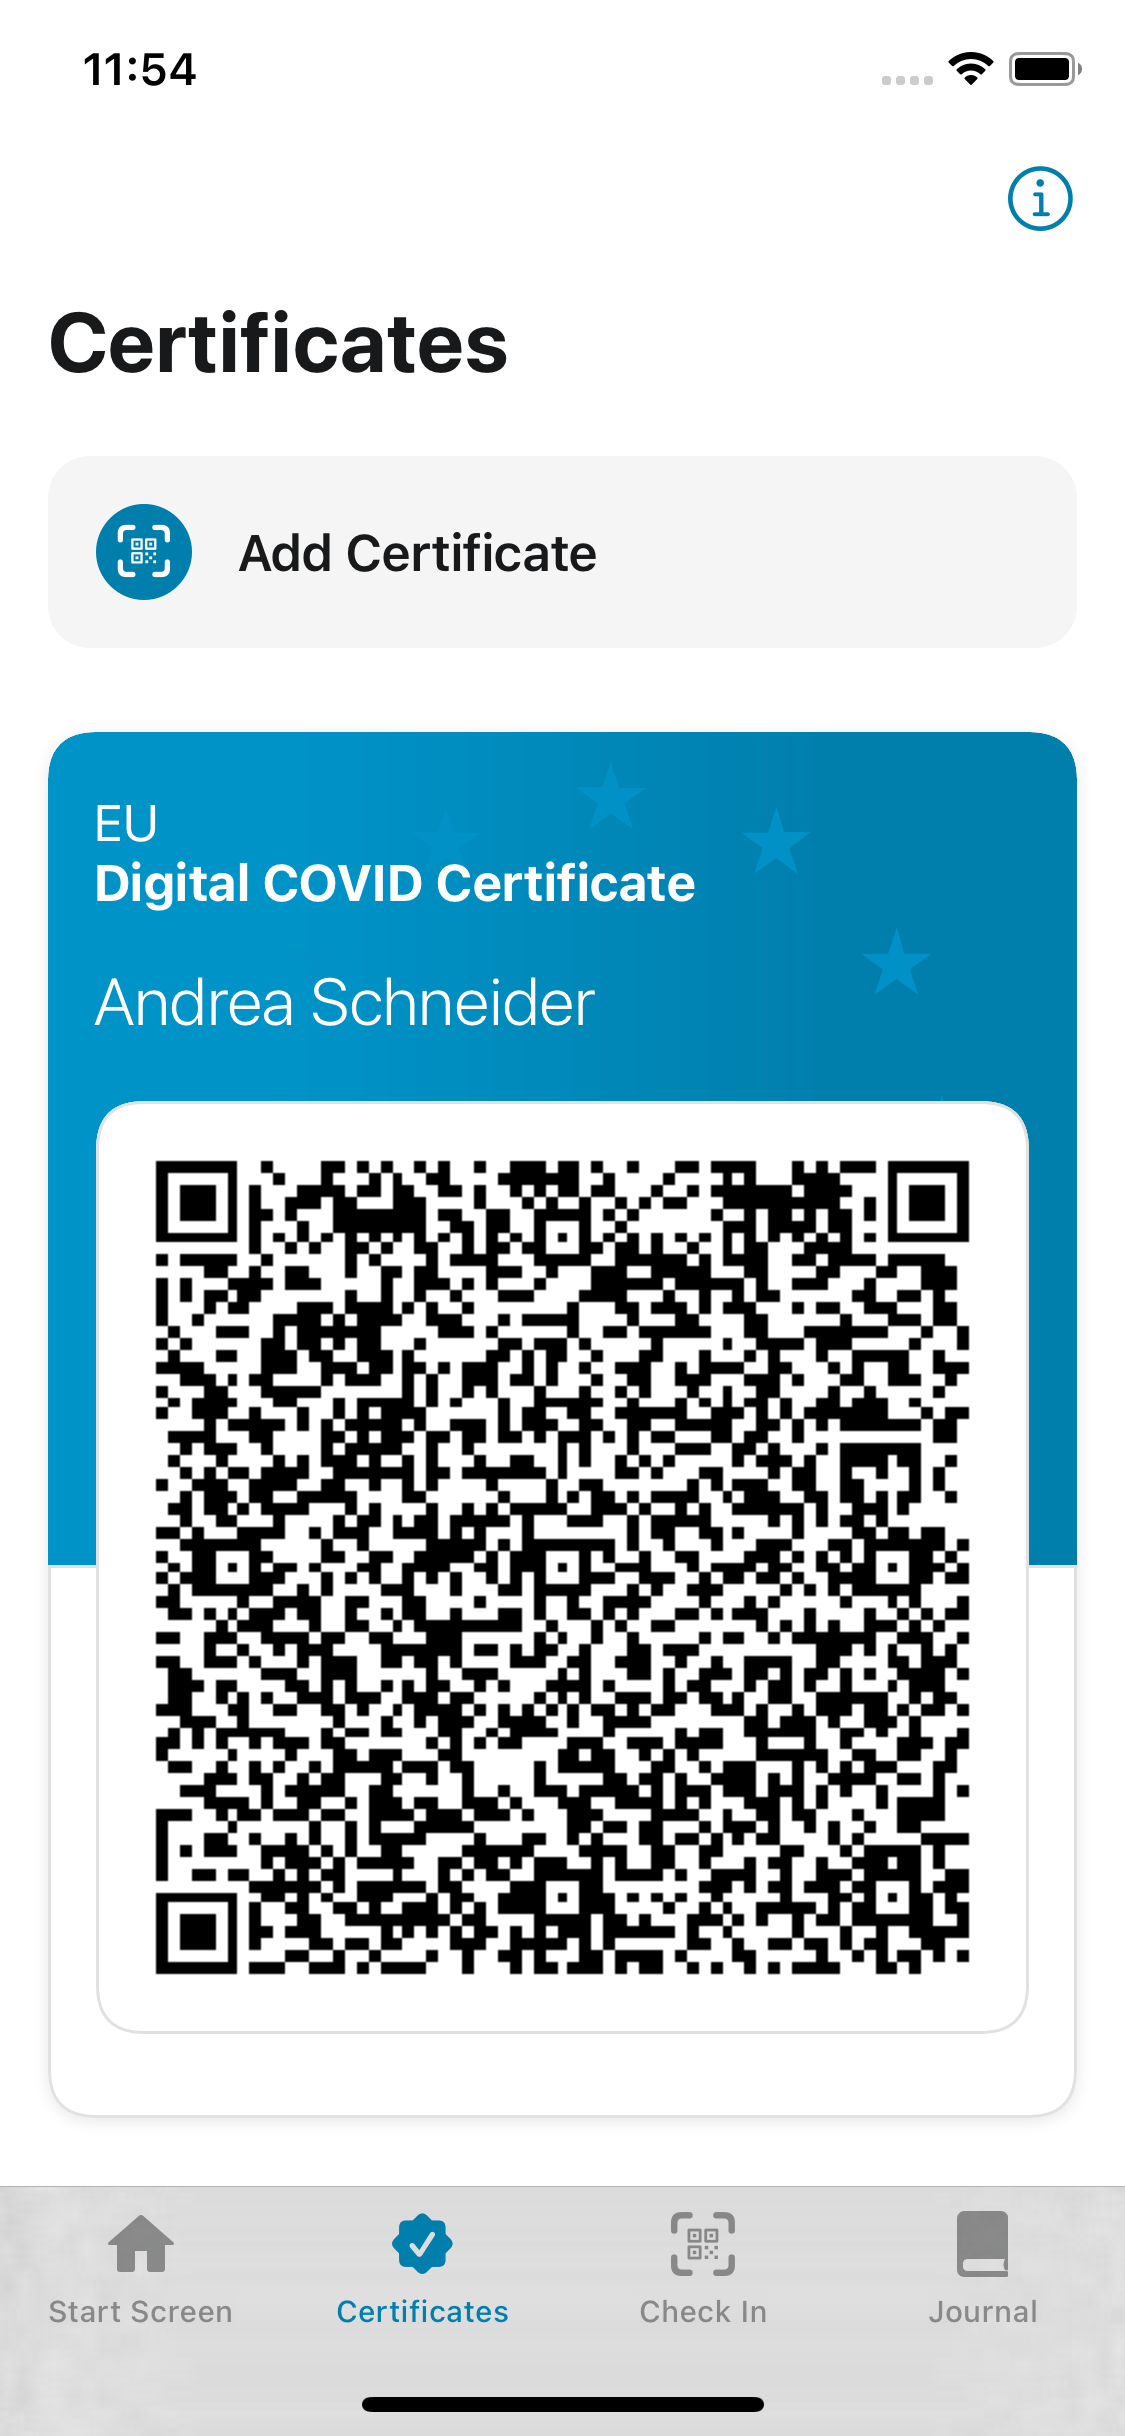 11:54
Certificates
Add Certificate
EU
Digital COVID Certificate
Andrea Schneider
Start Screen
Certificates
Check In
Journal